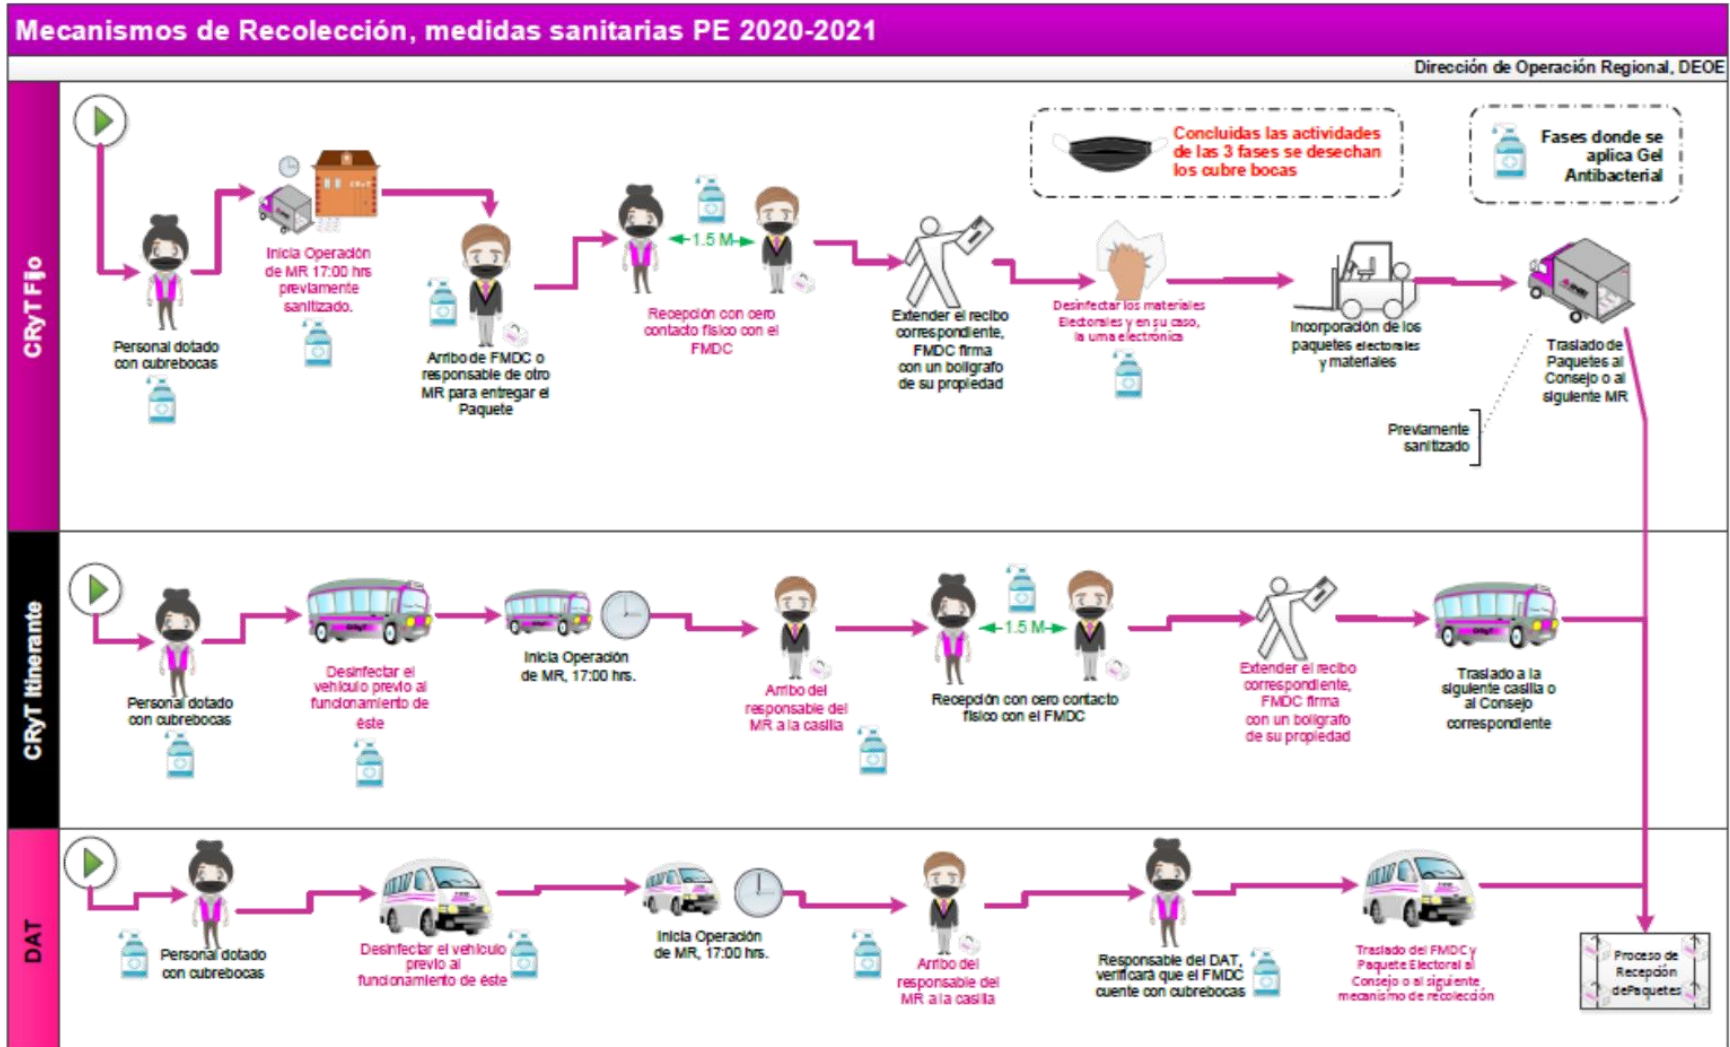 Mecanismos de Recolección, medidas sanitarias PE 2020-2021
Dirección de Operación Regional, DEOE
CRyT Fijo
Concluidas las actividades
de las 3 fases se desechan
los cubre bocas
Fases donde se
aplica Gel
Antibacterial
Personal dotado
con cubrebocas
Inicia Operación
de MR 17:00 hrs
previamente
sanitizado.
Arribo de FMDC o
responsable de otro
MR para entregar el
Paquete
1.5 M
Recepción con cero
contacto físico con el
FMDC
Extender el recibo
correspondiente,
FMDC firma
con un bolígrafo
de su propiedad
Desinfectar los materiales
Electorales y en su caso,
la urna electrónica
Incorporación de los
paquetes electorales
y materiales
Traslado de
Paquetes al
Consejo o al
siguiente MR
Previamente
sanitizado
CRyT Itinerante
Personal dotado
con cubrebocas
Desinfectar el
vehículo previo al
funcionamiento de
éste
Inicia Operación
de MR, 17:00 hrs.
Arribo del
responsable del
MR a la casilla
1.5 M
Recepción con cero contacto
físico con el FMDC
Extender el recibo
correspondiente,
FMDC firma
con un bolígrafo
de su propiedad
Traslado a la
siguiente casilla o
al Consejo
correspondiente
DAT
Personal dotado
con cubrebocas
Desinfectar el vehículo
previo al
funcionamiento de éste
Inicia Operación
de MR, 17:00 hrs.
Arribo del
responsable del
MR a la casilla
Responsable del DAT,
verificará que el FMDC
cuente con cubrebocas
Traslado del FMDC y
Paquete Electoral al
Consejo o al siguiente
mecanismo de recolección
Proceso de
Recepción
dePaquetes